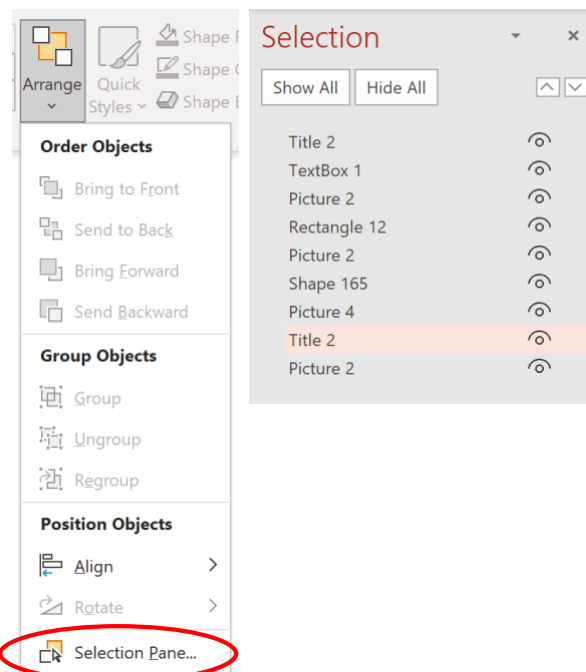 Arrange
Quick
Styles
Shape
Shape
Shape
Order Objects
Bring to Front
Send to Back
Bring Forward
Send Backward
Group Objects
Group
Ungroup
Regroup
Position Objects
Align
Rotate
Selection Pane...
Selection
Show All
Hide All
Title 2
TextBox 1
Picture 2
Rectangle 12
Picture 2
Shape 165
Picture 4
Title 2
Picture 2